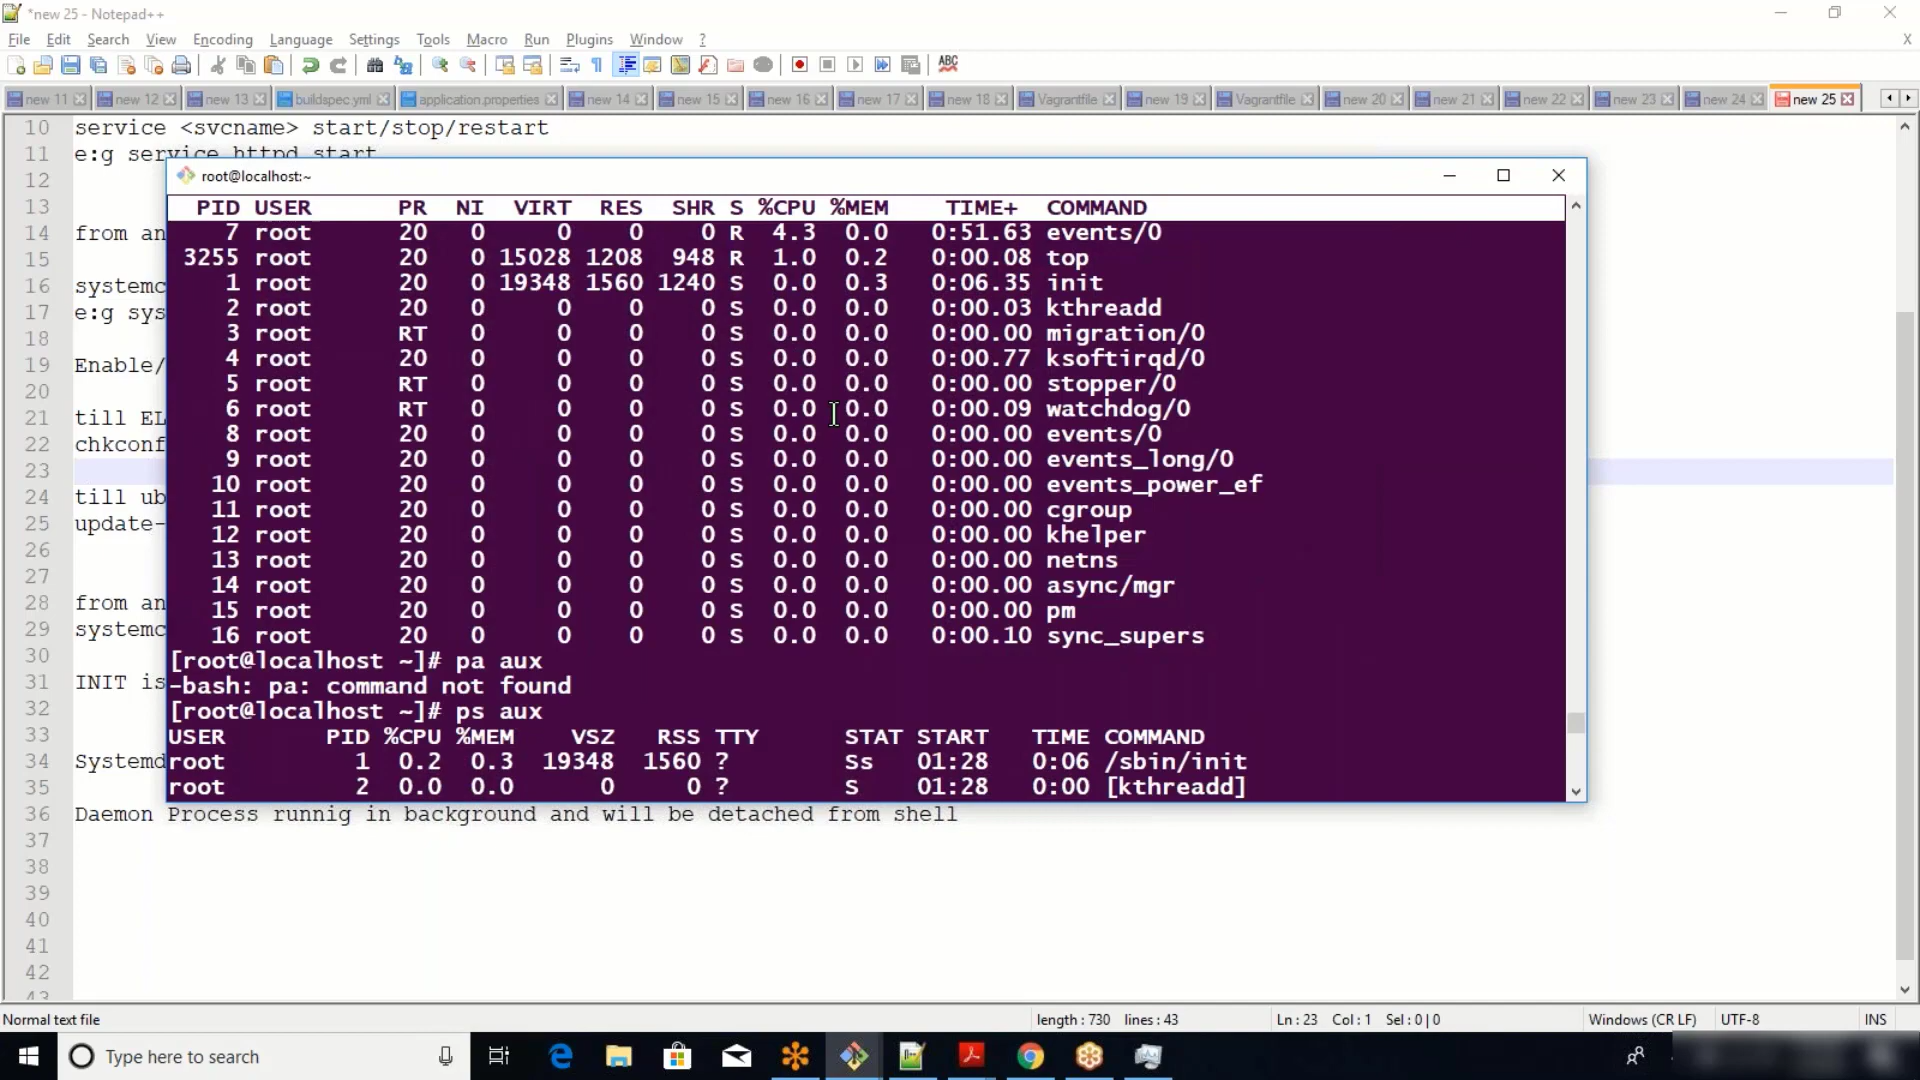 *new 25 - Notepad++
File Edit Search View Encoding Language Settings Tools Macro Run Plugins Window ? X
ABC
new 11 new 12 new 13 buildspec.yml application.properties new 14 new 15 new 16 new 17 new 18 Vagrantfile new 19 Vagrantfile new 20 new 21 new 22 new 23 new 24 new 25
10 service <svcname> start/stop/restart
11 e:g service httpd start
12
13
14 from an
15
16 systemc
17 e:g sys
18
19 Enable/
20
21 till EL
22 chkconf
23
24 till ub
25 update-
26
27
28 from an
29 systemc
30
31 INIT is
32
33
34 Systemd
35
36 Daemon Process runnig in background and will be detached from shell
37
38
39
40
41
42
43
root@localhost:~
PID USER PR NI VIRT RES SHR S %CPU %MEM TIME+ COMMAND
7 root 20 0 0 0 0 R 4.3 0.0 0:51.63 events/0
3255 root 20 0 15028 1208 948 R 1.0 0.2 0:00.08 top
1 root 20 0 19348 1560 1240 S 0.0 0.3 0:06.35 init
2 root 20 0 0 0 0 S 0.0 0.0 0:00.03 kthreadd
3 root RT 0 0 0 0 S 0.0 0.0 0:00.00 migration/0
4 root 20 0 0 0 0 S 0.0 0.0 0:00.77 ksoftirqd/0
5 root RT 0 0 0 0 S 0.0 0.0 0:00.00 stopper/0
6 root RT 0 0 0 0 S 0.0 0.0 0:00.09 watchdog/0
8 root 20 0 0 0 0 S 0.0 0.0 0:00.00 events/0
9 root 20 0 0 0 0 S 0.0 0.0 0:00.00 events_long/0
10 root 20 0 0 0 0 S 0.0 0.0 0:00.00 events_power_ef
11 root 20 0 0 0 0 S 0.0 0.0 0:00.00 cgroup
12 root 20 0 0 0 0 S 0.0 0.0 0:00.00 khelper
13 root 20 0 0 0 0 S 0.0 0.0 0:00.00 netns
14 root 20 0 0 0 0 S 0.0 0.0 0:00.00 async/mgr
15 root 20 0 0 0 0 S 0.0 0.0 0:00.00 pm
16 root 20 0 0 0 0 S 0.0 0.0 0:00.10 sync_supers
[root@localhost ~]# pa aux
-bash: pa: command not found
[root@localhost ~]# ps aux
USER PID %CPU %MEM VSZ RSS TTY STAT START TIME COMMAND
root 1 0.2 0.3 19348 1560 ? Ss 01:28 0:06 /sbin/init
root 2 0.0 0.0 0 0 ? S 01:28 0:00 [kthreadd]
Normal text file length : 730 lines : 43 Ln : 23 Col : 1 Sel : 0 | 0 Windows (CR LF) UTF-8 INS
Type here to search